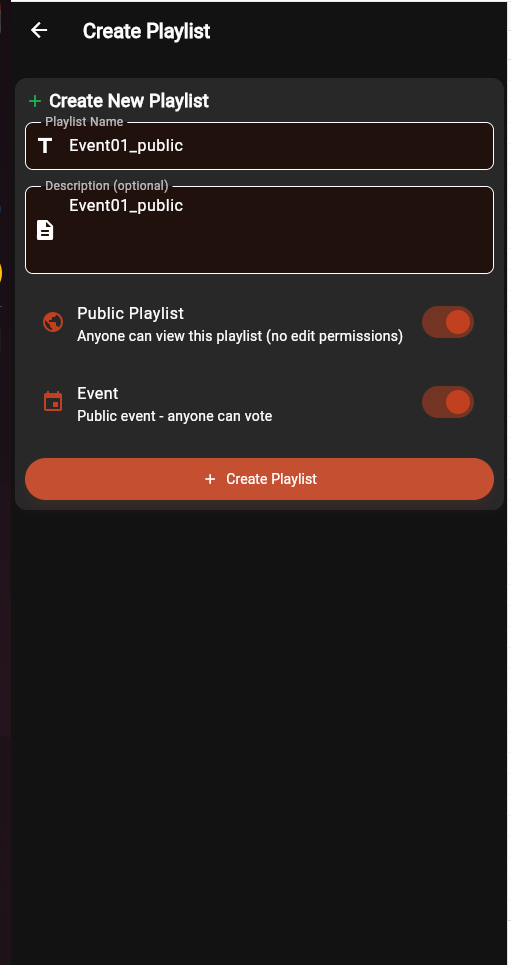 Create Playlist
Create New Playlist
Playlist Name
Event01_public
Description (optional)
Event01_public
Public Playlist
Anyone can view this playlist (no edit permissions)
Event
Public event - anyone can vote
+ Create Playlist